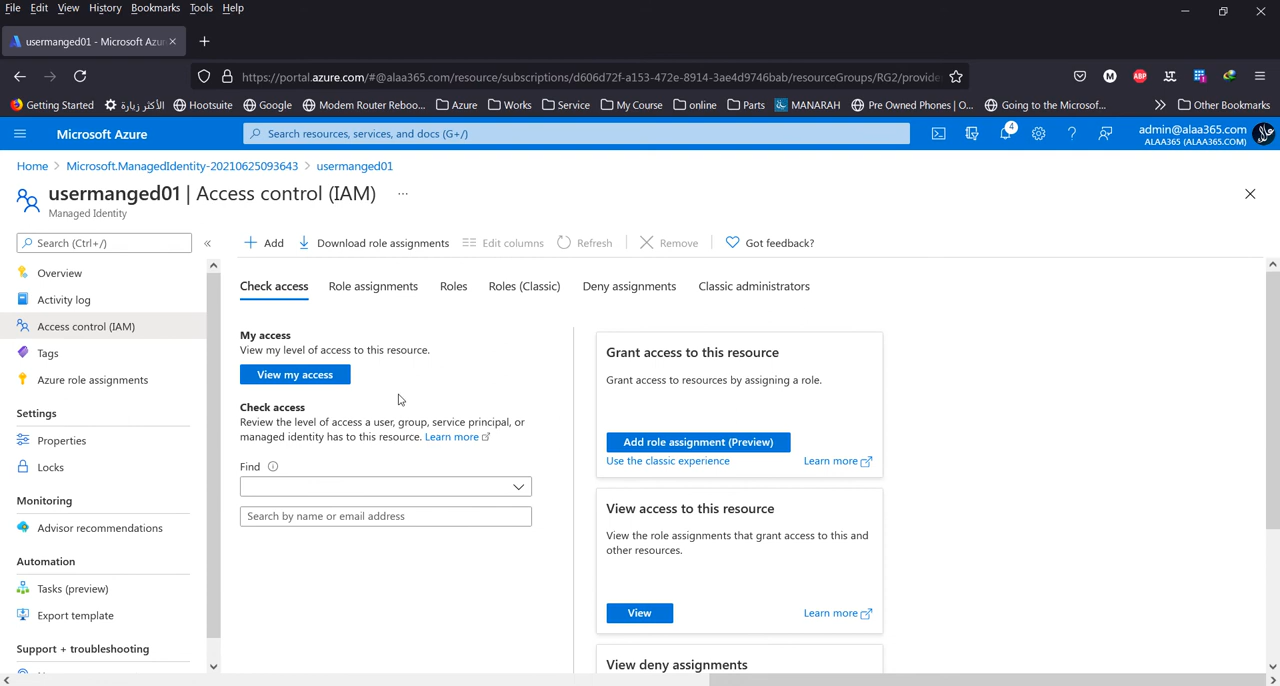 File Edit View History Bookmarks Tools Help
usermanged01 - Microsoft Azu
https://portal.azure.com/#@alaa365.com/resource/subscriptions/d606d72f-a153-472e-8914-3ae4d9746bab/resourceGroups/RG2/provide
M ABP
Getting Started الأكثر زيارة Hootsuite Google Modem Router Reboo... Azure Works Service My Course online Parts MANARAH Pre Owned Phones | O... Going to the Microsof... Other Bookmarks
Microsoft Azure Search resources, services, and docs (G+/) 4 admin@alaa365.com
ALAA365 (ALAA365.COM)
Home > Microsoft.ManagedIdentity-20210625093643 > usermanged01
usermanged01 | Access control (IAM) ...
Managed Identity
Search (Ctrl+/) «
Add Download role assignments Edit columns Refresh Remove Got feedback?
Overview
Activity log
Access control (IAM)
Tags
Azure role assignments
Settings
Properties
Locks
Monitoring
Advisor recommendations
Automation
Tasks (preview)
Export template
Support + troubleshooting
Check access Role assignments Roles Roles (Classic) Deny assignments Classic administrators
My access
View my level of access to this resource.
View my access
Check access
Review the level of access a user, group, service principal, or
managed identity has to this resource. Learn more
Find
Search by name or email address
Grant access to this resource
Grant access to resources by assigning a role.
Add role assignment (Preview)
Use the classic experience Learn more
View access to this resource
View the role assignments that grant access to this and
other resources.
View Learn more
View deny assignments